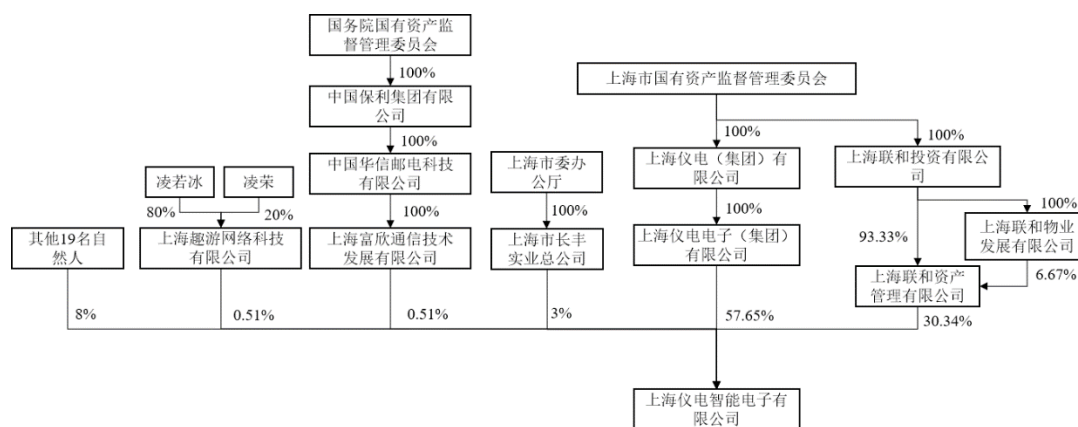 国务院国有资产监
督管理委员会
100%
上海市国有资产监督管理委员会
中国保利集团有限
公司
100%
100%
100%
中国华信邮电科技
有限公司
上海市委办
公厅
上海仪电（集团）有
限公司
上海联和投资有限公
司
凌若冰
凌荣
80%
20%
100%
100%
100%
100%
其他19名自
然人
上海趣游网络科技
有限公司
上海富欣通信技术
发展有限公司
上海市长丰
实业总公司
上海仪电电子（集团）
有限公司
93.33%
上海联和物业
发展有限公司
上海联和资产
管理有限公司
6.67%
8%
0.51%
0.51%
3%
57.65%
30.34%
上海仪电智能电子有
限公司